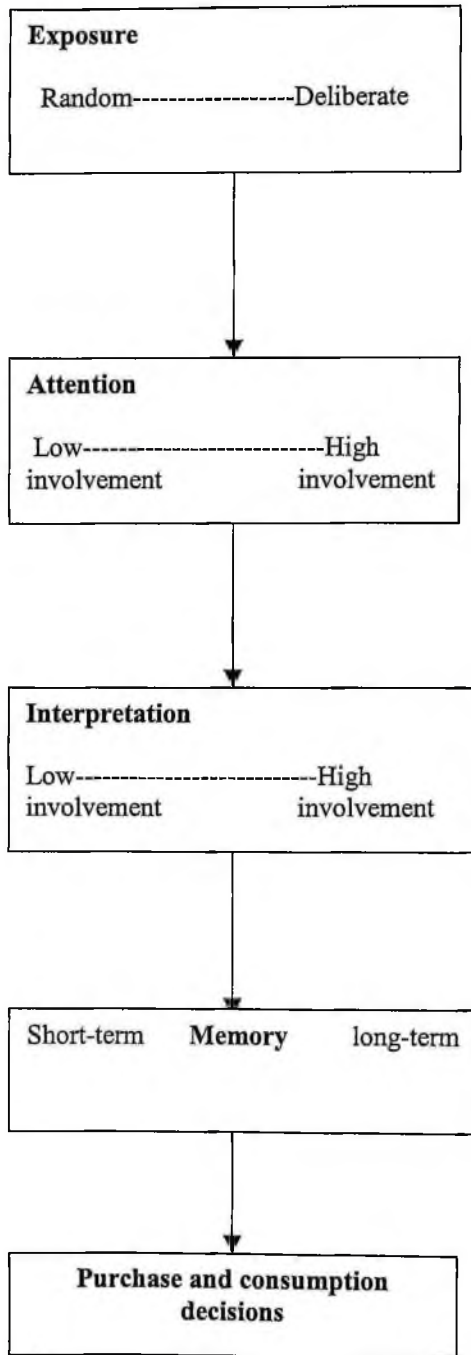 Exposure
Random----------------------Deliberate
Attention
Low-------------------------High
involvement involvement
Interpretation
Low-------------------------High
involvement involvement
Short-term Memory long-term
Purchase and consumption
decisions